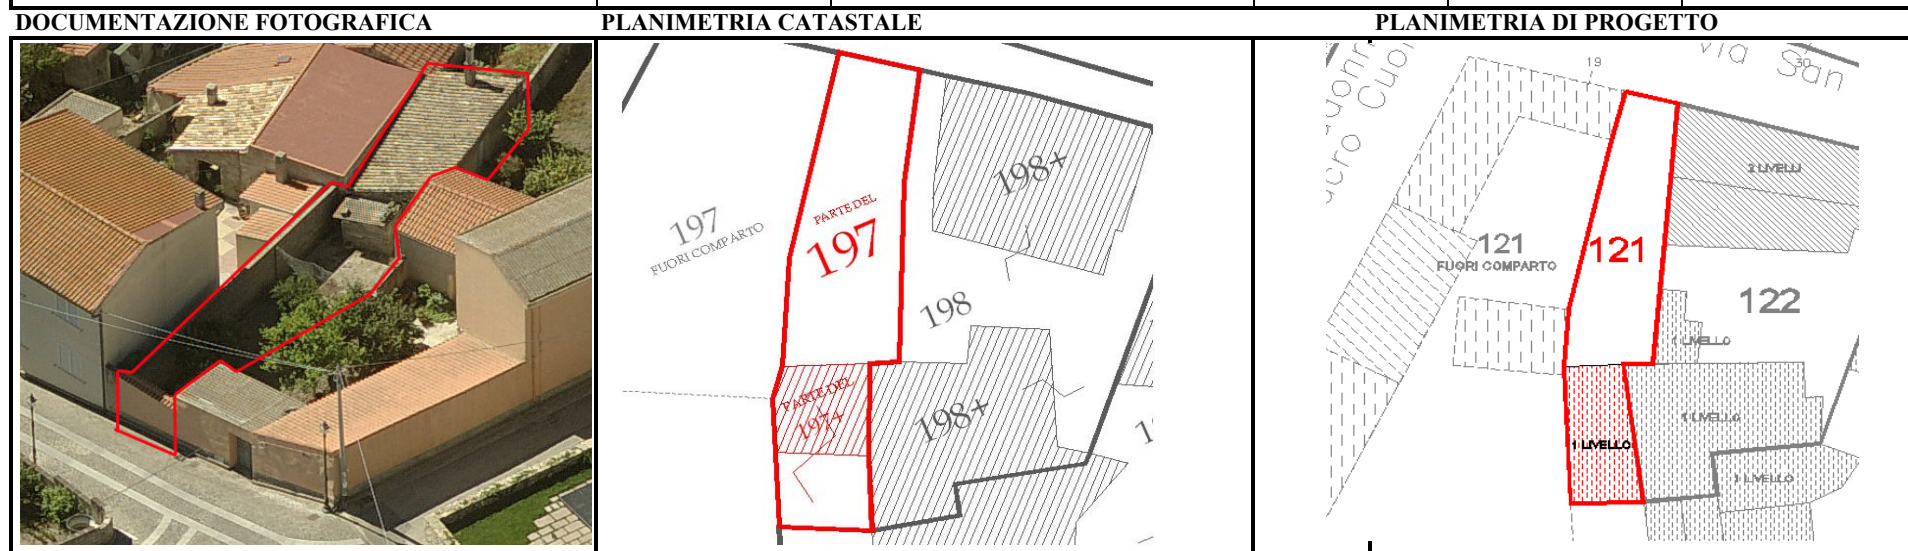 DOCUMENTAZIONE FOTOGRAFICA
PLANIMETRIA CATASTALE
PLANIMETRIA DI PROGETTO
197
FUORI COMPARTO
PARTE DEL
197
198+
198
PARTE DEL
197+
198+
19
30
via San
121
FUORI COMPARTO
121
2 LIVELLI
122
1 LIVELLO
1 LIVELLO
1 LIVELLO
1 LIVELLO